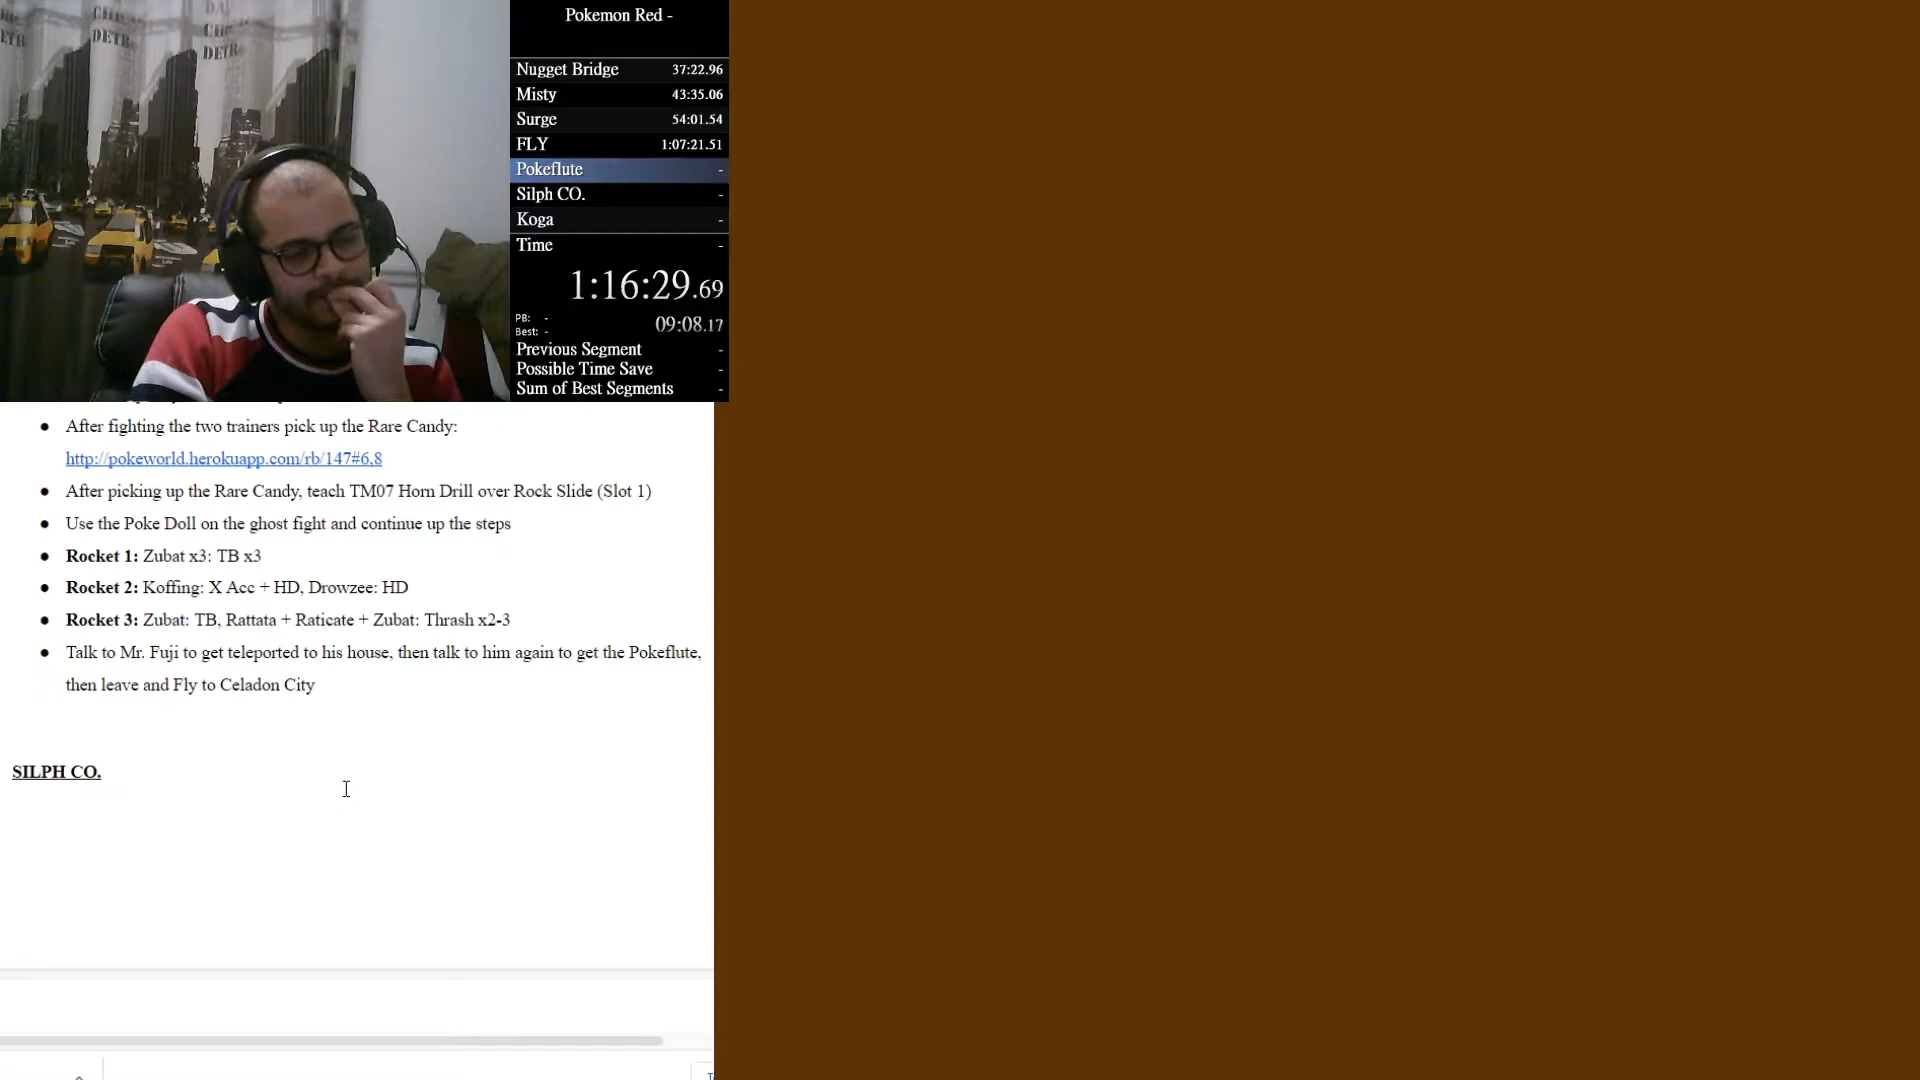 CHIC
DETR
CHIC
DETR
Pokemon Red -
Nugget Bridge 37:22.96
Misty 43:35.06
Surge 54:01.54
FLY 1:07:21.51
Pokeflute -
Silph CO. -
Koga -
Time -
1:16:29.69
PB: - 09:08.17
Best: -
Previous Segment -
Possible Time Save -
Sum of Best Segments -
● After fighting the two trainers pick up the Rare Candy:
http://pokeworld.herokuapp.com/rb/147#6,8
● After picking up the Rare Candy, teach TM07 Horn Drill over Rock Slide (Slot 1)
● Use the Poke Doll on the ghost fight and continue up the steps
● Rocket 1: Zubat x3: TB x3
● Rocket 2: Koffing: X Acc + HD, Drowzee: HD
● Rocket 3: Zubat: TB, Rattata + Raticate + Zubat: Thrash x2-3
● Talk to Mr. Fuji to get teleported to his house, then talk to him again to get the Pokeflute,
then leave and Fly to Celadon City
SILPH CO.